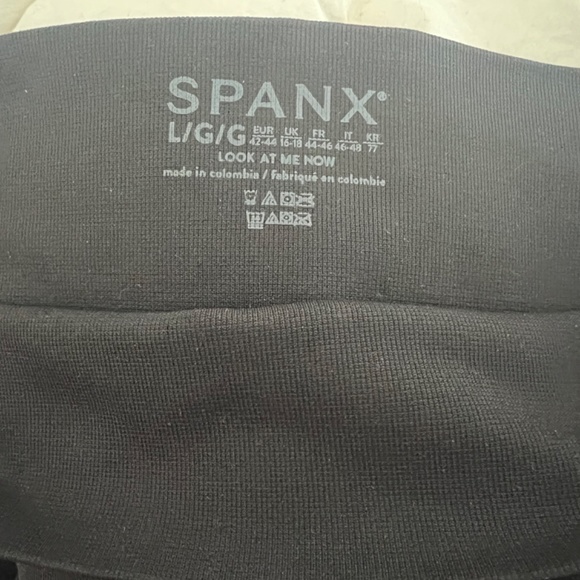 SPANX®
L/G/G EUR 42-44 UK 16-18 FR 44-46 IT 46-48 KR 77
LOOK AT ME NOW
made in colombia / Fabriqué en colombie